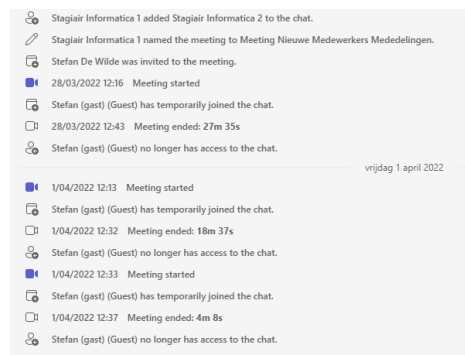 Stagiair Informatica 1 added Stagiair Informatica 2 to the chat.
Stagiair Informatica 1 named the meeting to Meeting Nieuwe Medewerkers Mededelingen.
Stefan De Wilde was invited to the meeting.
28/03/2022 12:16 Meeting started
Stefan (gast) (Guest) has temporarily joined the chat.
28/03/2022 12:43 Meeting ended: 27m 35s
Stefan (gast) (Guest) no longer has access to the chat.
vrijdag 1 april 2022
1/04/2022 12:13 Meeting started
Stefan (gast) (Guest) has temporarily joined the chat.
1/04/2022 12:32 Meeting ended: 18m 37s
Stefan (gast) (Guest) no longer has access to the chat.
1/04/2022 12:33 Meeting started
Stefan (gast) (Guest) has temporarily joined the chat.
1/04/2022 12:37 Meeting ended: 4m 8s
Stefan (gast) (Guest) no longer has access to the chat.